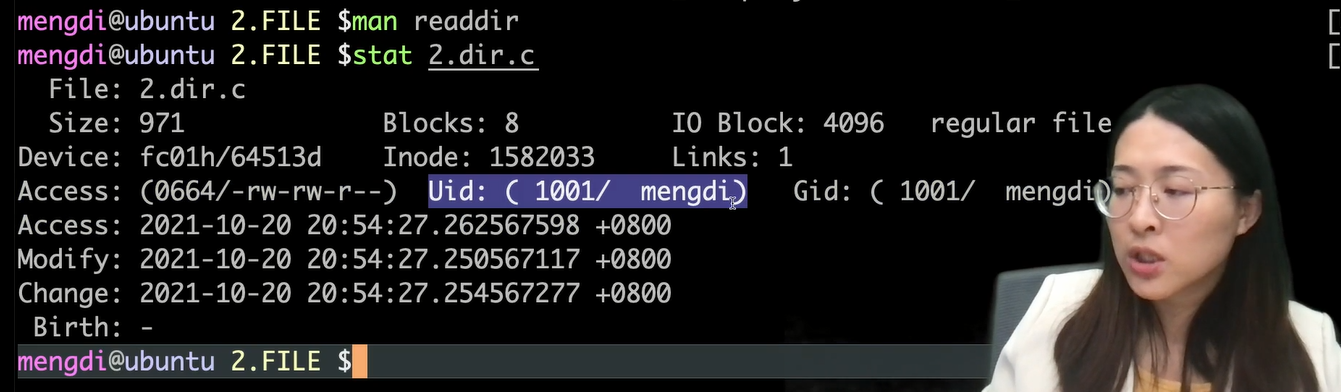 mengdi@ubuntu 2.FILE $man readdir [
mengdi@ubuntu 2.FILE $stat 2.dir.c [
File: 2.dir.c
Size: 971 Blocks: 8 IO Block: 4096 regular file
Device: fc01h/64513d Inode: 1582033 Links: 1
Access: (0664/-rw-rw-r--) Uid: ( 1001/ mengdi) Gid: ( 1001/ mengdi)
Access: 2021-10-20 20:54:27.262567598 +0800
Modify: 2021-10-20 20:54:27.250567117 +0800
Change: 2021-10-20 20:54:27.254567277 +0800
Birth: -
mengdi@ubuntu 2.FILE $